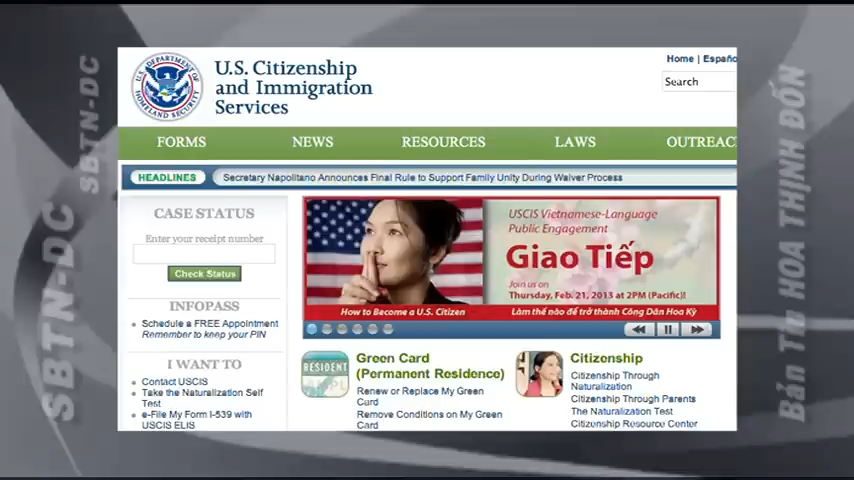 SBTN-DC
SBTN-DC
Bản Tin HOA THỊNH ĐỐN
U.S. DEPARTMENT OF
HOMELAND SECURITY
U.S. Citizenship
and Immigration
Services
Home | Españo
Search
FORMS
NEWS
RESOURCES
LAWS
OUTREAC
HEADLINES
Secretary Napolitano Announces Final Rule to Support Family Unity During Waiver Process
CASE STATUS
Enter your receipt number
Check Status
INFOPASS
Schedule a FREE Appointment
Remember to keep your PIN
I WANT TO
Contact USCIS
Take the Naturalization Self
Test
e-File My Form I-539 with
USCIS ELIS
USCIS Vietnamese-Language
Public Engagement
Giao Tiếp
Join us on
Thursday, Feb. 21, 2013 at 2PM (Pacific)!
How to Become a U.S. Citizen
Làm thế nào để trở thành Công Dân Hoa Kỳ
RESIDENT
Green Card
(Permanent Residence)
Renew or Replace My Green
Card
Remove Conditions on My Green
Card
Citizenship
Citizenship Through
Naturalization
Citizenship Through Parents
The Naturalization Test
Citizenship Resource Center